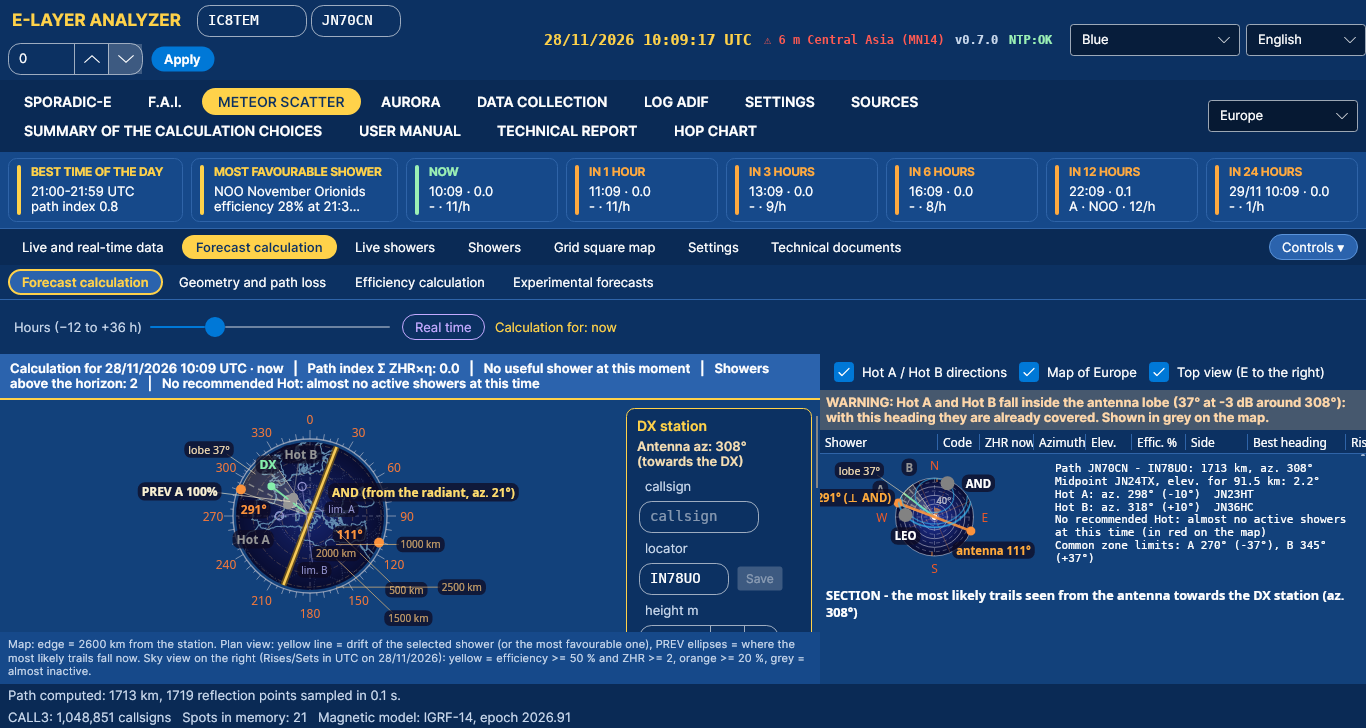 E-LAYER ANALYZER IC8TEM JN70CN
28/11/2026 10:09:17 UTC ⚠ 6 m Central Asia (MN14) v0.7.0 NTP:OK Blue English
0 Apply
SPORADIC-E F.A.I. METEOR SCATTER AURORA DATA COLLECTION LOG ADIF SETTINGS SOURCES
SUMMARY OF THE CALCULATION CHOICES USER MANUAL TECHNICAL REPORT HOP CHART
Europe
BEST TIME OF THE DAY
21:00-21:59 UTC
path index 0.8
MOST FAVOURABLE SHOWER
NOO November Orionids
efficiency 28% at 21:3...
NOW
10:09 · 0.0
- · 11/h
IN 1 HOUR
11:09 · 0.0
- · 11/h
IN 3 HOURS
13:09 · 0.0
- · 9/h
IN 6 HOURS
16:09 · 0.0
- · 8/h
IN 12 HOURS
22:09 · 0.1
A · NOO · 12/h
IN 24 HOURS
29/11 10:09 · 0.0
- · 1/h
Live and real-time data Forecast calculation Live showers Showers Grid square map Settings Technical documents Controls ▾
Forecast calculation Geometry and path loss Efficiency calculation Experimental forecasts
Hours (−12 to +36 h) Real time Calculation for: now
Calculation for 28/11/2026 10:09 UTC · now | Path index Σ ZHR×η: 0.0 | No useful shower at this moment | Showers
above the horizon: 2 | No recommended Hot: almost no active showers at this time
0
330 30
lobe 37° Hot B
300 DX 60
PREV A 100% AND (from the radiant, az. 21°)
291° lim. A
270 90
Hot A 111° 1000 km
2000 km
240 120
lim. B
500 km 2500 km
210 150
180 1500 km
DX station
Antenna az: 308°
(towards the DX)
callsign
callsign
locator
IN78UO Save
height m
Map: edge = 2600 km from the station. Plan view: yellow line = drift of the selected shower (or the most favourable one), PREV ellipses = where the
most likely trails fall now. Sky view on the right (Rises/Sets in UTC on 28/11/2026): yellow = efficiency >= 50 % and ZHR >= 2, orange >= 20 %, grey =
almost inactive.
Hot A / Hot B directions Map of Europe Top view (E to the right)
WARNING: Hot A and Hot B fall inside the antenna lobe (37° at -3 dB around 308°):
with this heading they are already covered. Shown in grey on the map.
Shower Code ZHR now Azimuth Elev. Effic. % Side Best heading Ris
lobe 37° B N
A AND
291° (⊥ AND) 40°
W E
LEO
antenna 111°
S
Path JN70CN - IN78UO: 1713 km, az. 308°
Midpoint JN24TX, elev. for 91.5 km: 2.2°
Hot A: az. 298° (-10°) JN23HT
Hot B: az. 318° (+10°) JN36HC
No recommended Hot: almost no active showers
at this time (in red on the map)
Common zone limits: A 270° (-37°), B 345°
(+37°)
SECTION - the most likely trails seen from the antenna towards the DX station (az.
308°)
Path computed: 1713 km, 1719 reflection points sampled in 0.1 s.
CALL3: 1,048,851 callsigns Spots in memory: 21 Magnetic model: IGRF-14, epoch 2026.91